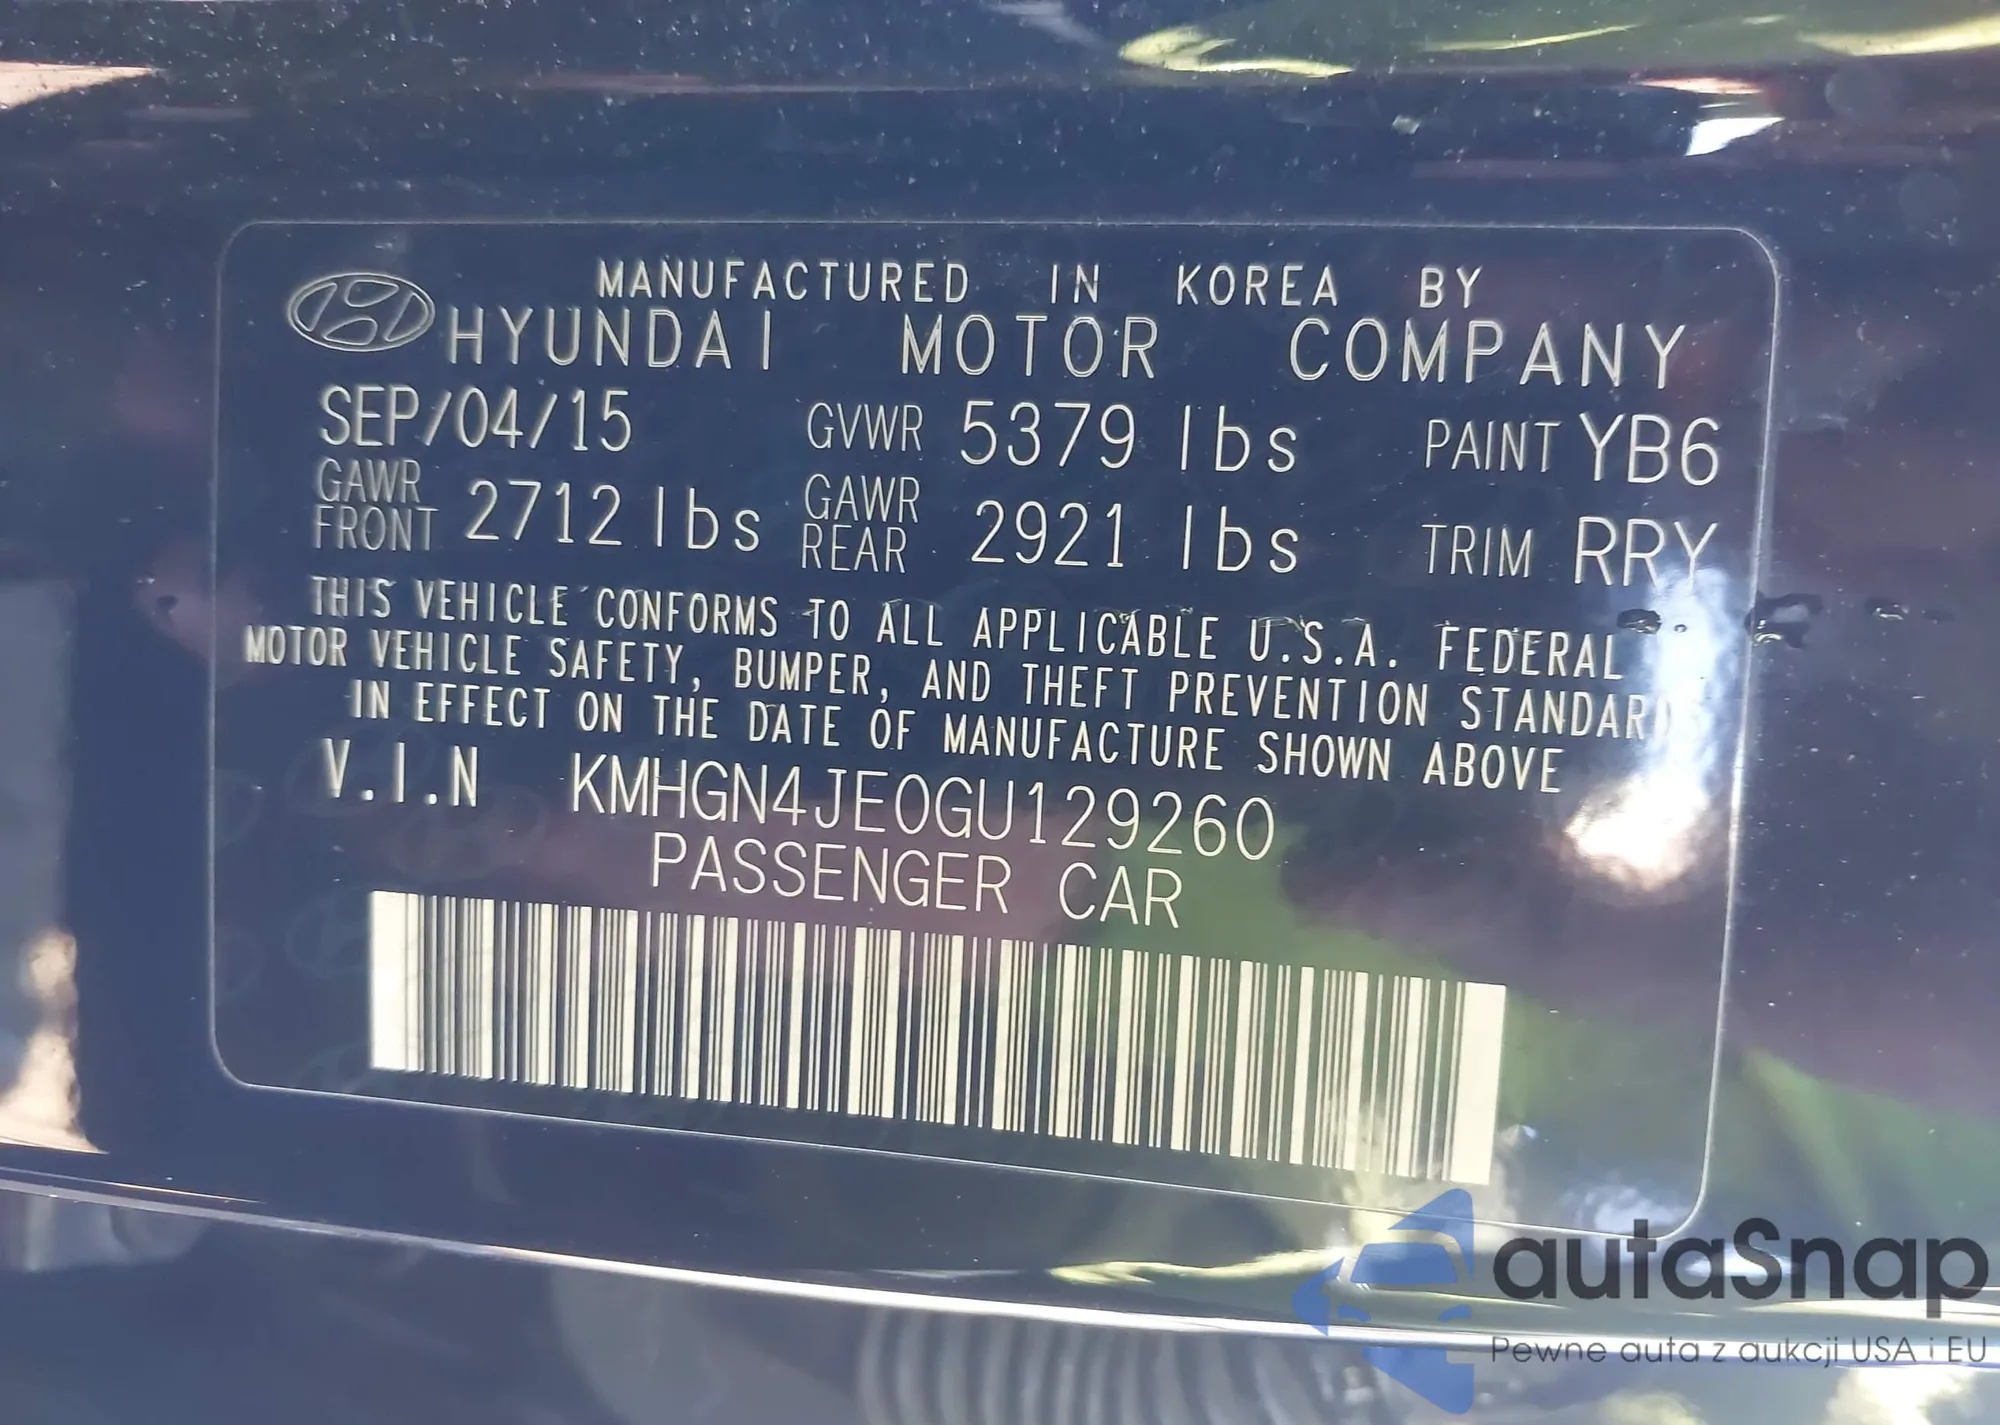 MANUFACTURED IN KOREA BY
HYUNDAI MOTOR COMPANY
SEP/04/15 GVWR 5379 lbs PAINT YB6
GAWR FRONT 2712 lbs GAWR REAR 2921 lbs TRIM RRY
THIS VEHICLE CONFORMS TO ALL APPLICABLE U.S.A. FEDERAL
MOTOR VEHICLE SAFETY, BUMPER, AND THEFT PREVENTION STANDARD
IN EFFECT ON THE DATE OF MANUFACTURE SHOWN ABOVE
V.I.N KMHGN4JE0GU129260
PASSENGER CAR
autaSnap
Pewne auta z aukcji USA i EU